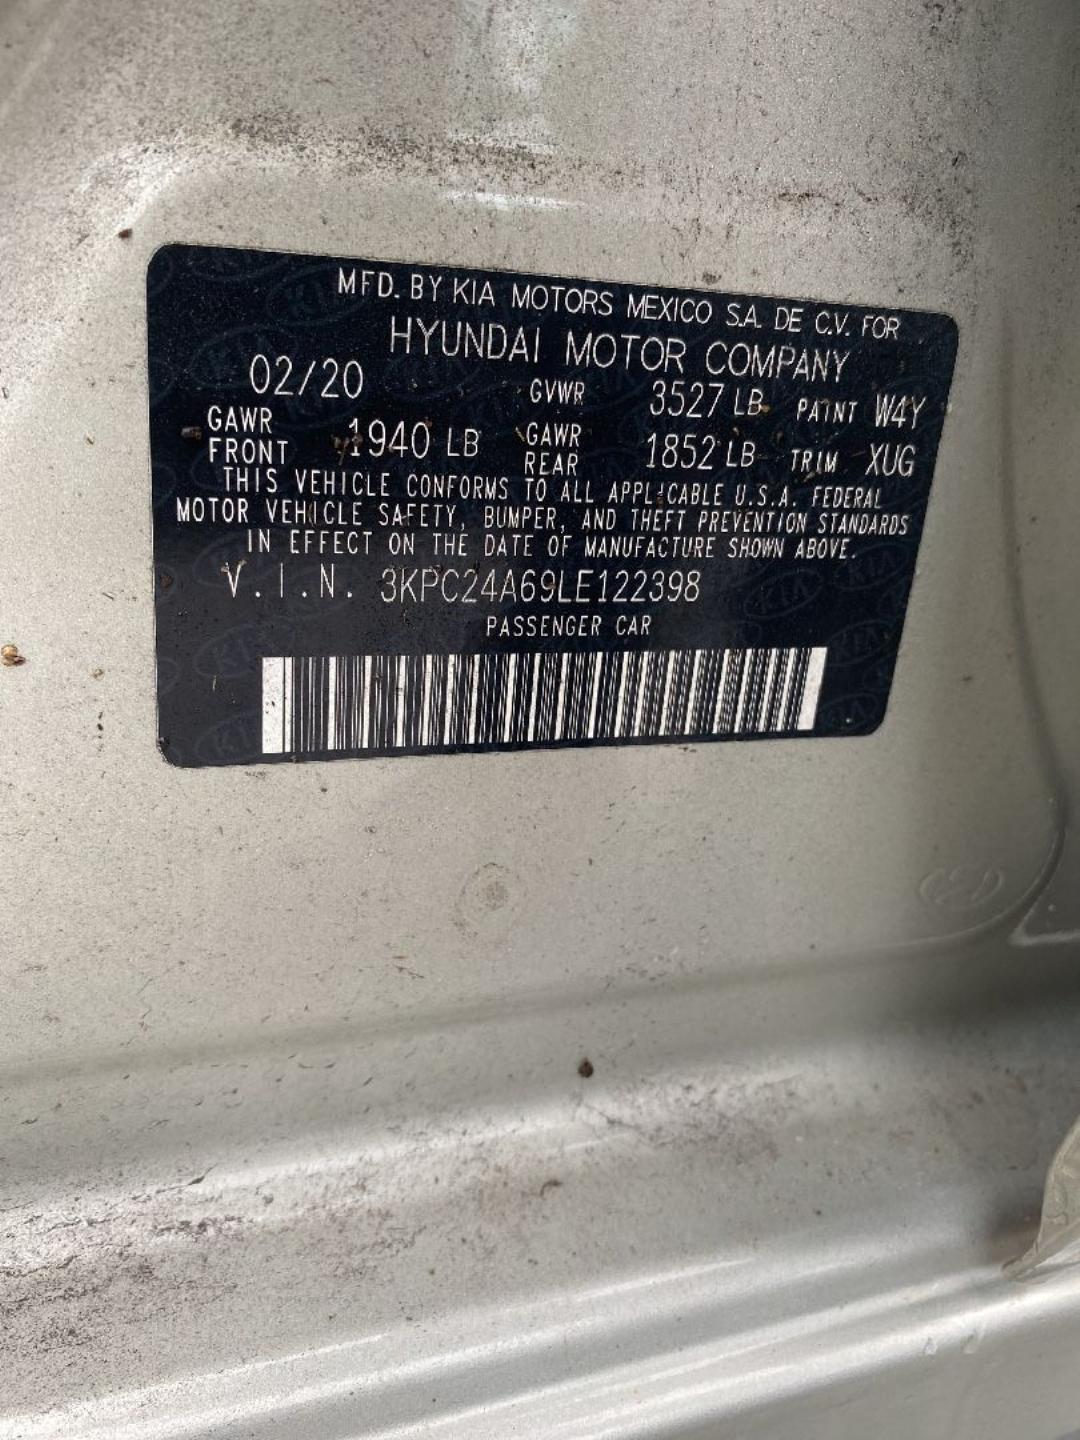 MFD. BY KIA MOTORS MEXICO S.A. DE C.V. FOR
HYUNDAI MOTOR COMPANY
02/20 GVWR 3527 LB PAINT W4Y
GAWR FRONT 1940 LB GAWR REAR 1852 LB TRIM XUG
THIS VEHICLE CONFORMS TO ALL APPLICABLE U.S.A. FEDERAL
MOTOR VEHICLE SAFETY, BUMPER, AND THEFT PREVENTION STANDARDS
IN EFFECT ON THE DATE OF MANUFACTURE SHOWN ABOVE.
V.I.N. 3KPC24A69LE122398
PASSENGER CAR